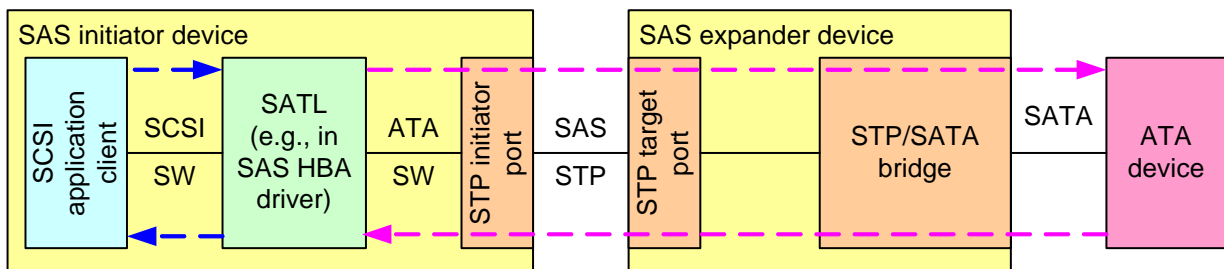 SAS initiator device
SAS expander device
SCSI
application
client
SCSI
SW
SATL
(e.g., in
SAS HBA
driver)
ATA
SW
STP initiator
port
SAS
STP
STP target
port
STP/SATA
bridge
SATA
ATA
device